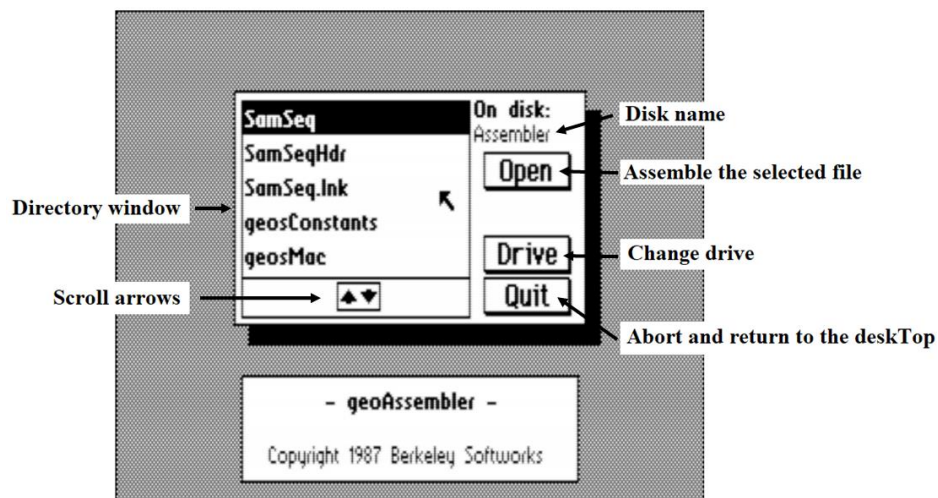 SamSeq
SamSeqHdr
SamSeq.lnk
geosConstants
geosMac
On disk:
Assembler
Open
Drive
Quit
Disk name
Assemble the selected file
Change drive
Abort and return to the deskTop
Directory window
Scroll arrows
- geoAssembler -
Copyright 1987 Berkeley Softworks